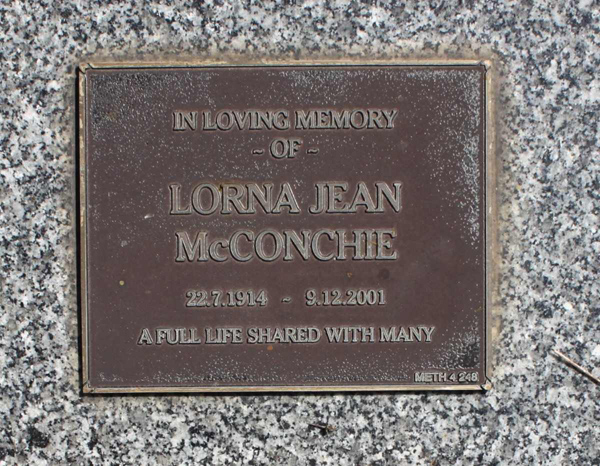 IN LOVING MEMORY
~ OF ~
LORNA JEAN
McCONCHIE
22.7.1914 ~ 9.12.2001
A FULL LIFE SHARED WITH MANY
METH 4 248